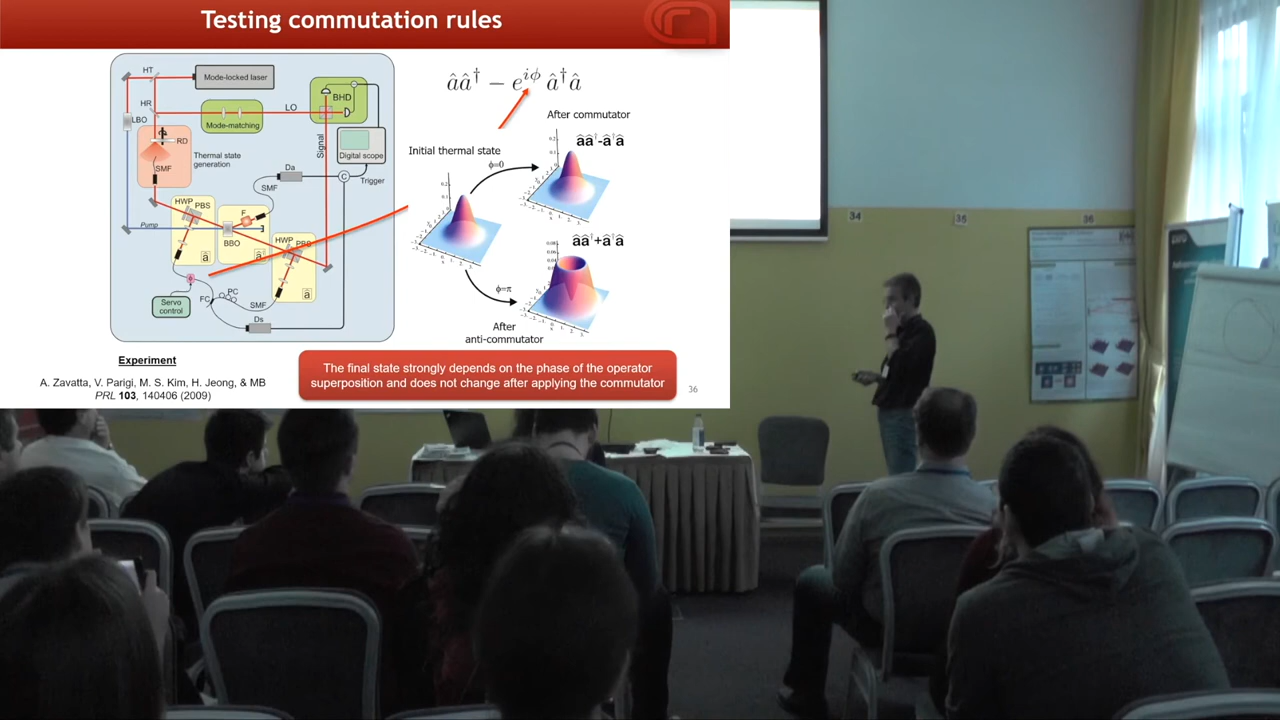 Testing commutation rules
HT
Mode-locked laser
HR
LBO
LO
BHD
Mode-matching
RD
Thermal state
generation
SMF
Signal
Digital scope
Da
C
Trigger
SMF
HWP
PBS
F
Pump
BBO
HWP
PBS
â
â†
â
Servo
control
FC
PC
SMF
Ds
ââ† − e^{iϕ} â†â
After commutator
ââ†-â†â
Initial thermal state
ϕ=0
ââ†+â†â
ϕ=π
After
anti-commutator
Experiment
A. Zavatta, V. Parigi, M. S. Kim, H. Jeong, & MB
PRL 103, 140406 (2009)
The final state strongly depends on the phase of the operator
superposition and does not change after applying the commutator
36
34
35
36